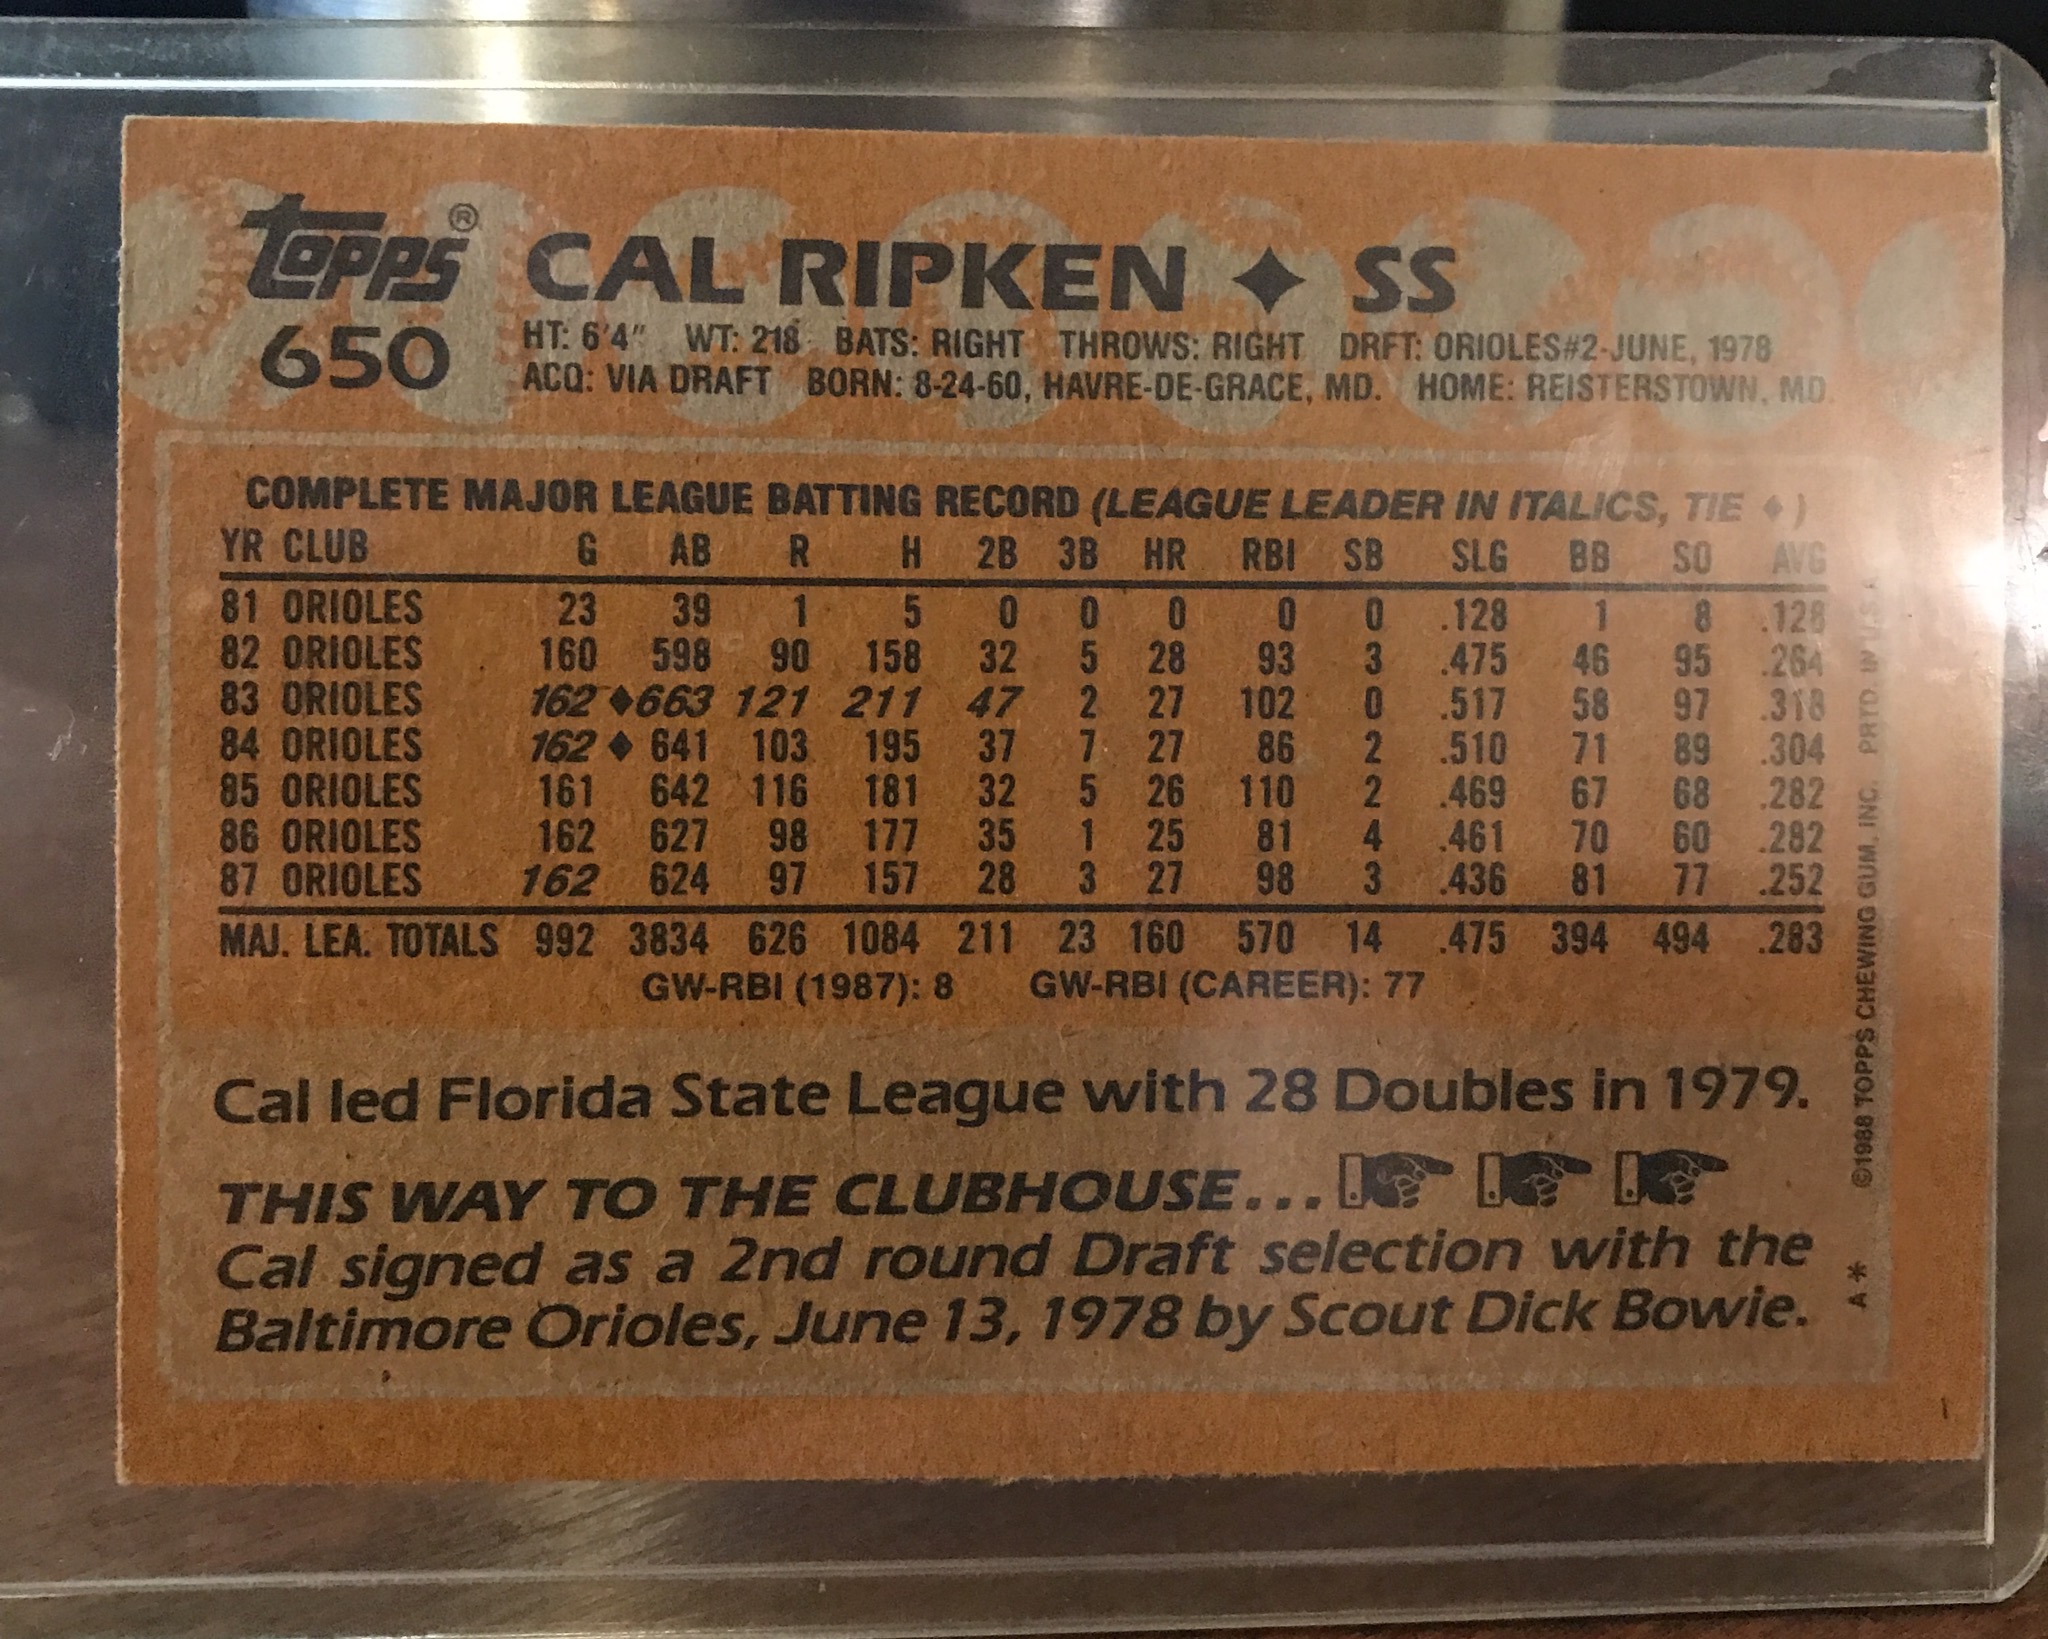 topps® CAL RIPKEN ✦ SS
650
HT: 6'4" WT: 218 BATS: RIGHT THROWS: RIGHT DRFT: ORIOLES#2-JUNE, 1978
ACQ: VIA DRAFT BORN: 8-24-60, HAVRE-DE-GRACE, MD. HOME: REISTERSTOWN, MD.
COMPLETE MAJOR LEAGUE BATTING RECORD (LEAGUE LEADER IN ITALICS, TIE ♦)
YR CLUB G AB R H 2B 3B HR RBI SB SLG BB SO AVG
81 ORIOLES 23 39 1 5 0 0 0 0 0 .128 1 8 .128
82 ORIOLES 160 598 90 158 32 5 28 93 3 .475 46 95 .264
83 ORIOLES 162 ♦663 121 211 47 2 27 102 0 .517 58 97 .318
84 ORIOLES 162 ♦ 641 103 195 37 7 27 86 2 .510 71 89 .304
85 ORIOLES 161 642 116 181 32 5 26 110 2 .469 67 68 .282
86 ORIOLES 162 627 98 177 35 1 25 81 4 .461 70 60 .282
87 ORIOLES 162 624 97 157 28 3 27 98 3 .436 81 77 .252
MAJ. LEA. TOTALS 992 3834 626 1084 211 23 160 570 14 .475 394 494 .283
GW-RBI (1987): 8 GW-RBI (CAREER): 77
Cal led Florida State League with 28 Doubles in 1979.
THIS WAY TO THE CLUBHOUSE...
Cal signed as a 2nd round Draft selection with the
Baltimore Orioles, June 13, 1978 by Scout Dick Bowie.
A* ©1988 TOPPS CHEWING GUM, INC. PRTD. IN U.S.A.